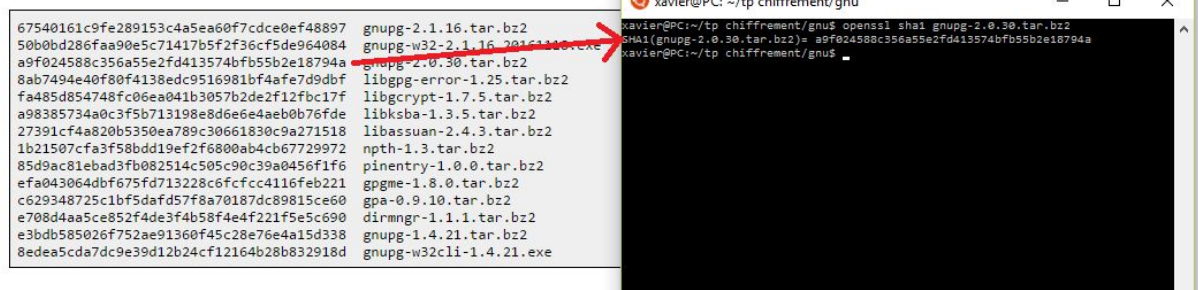 67540161c9fe289153c4a5ea60f7cdce0ef48897 gnupg-2.1.16.tar.bz2
50b0bd286faa90e5c71417b5f2f36cf5de964084 gnupg-w32-2.1.16_20161118.exe
a9f024588c356a55e2fd413574bfb55b2e18794a gnupg-2.0.30.tar.bz2
8ab7494e40f80f4138edc9516981bf4afe7d9dbf libgpg-error-1.25.tar.bz2
fa485d854748fc06ea041b3057b2de2f12fbc17f libgcrypt-1.7.5.tar.bz2
a98385734a0c3f5b713198e8d6e6e4aeb0b76fde libksba-1.3.5.tar.bz2
27391cf4a820b5350ea789c30661830c9a271518 libassuan-2.4.3.tar.bz2
1b21507cfa3f58bdd19ef2f6800ab4cb67729972 npth-1.3.tar.bz2
85d9ac81ebad3fb082514c505c90c39a0456f1f6 pinentry-1.0.0.tar.bz2
efa043064dbf675fd713228c6fcfcc4116feb221 gpgme-1.8.0.tar.bz2
c629348725c1bf5dafd57f8a70187dc89815ce60 gpa-0.9.10.tar.bz2
e708d4aa5ce852f4de3f4b58f4e4f221f5e5c690 dirmngr-1.1.1.tar.bz2
e3bdb585026f752ae91360f45c28e76e4a15d338 gnupg-1.4.21.tar.bz2
8edea5cda7dc9e39d12b24cf12164b28b832918d gnupg-w32cli-1.4.21.exe
xavier@PC: ~/tp chiffrement/gnu
xavier@PC:~/tp chiffrement/gnu$ openssl sha1 gnupg-2.0.30.tar.bz2
SHA1(gnupg-2.0.30.tar.bz2)= a9f024588c356a55e2fd413574bfb55b2e18794a
xavier@PC:~/tp chiffrement/gnu$